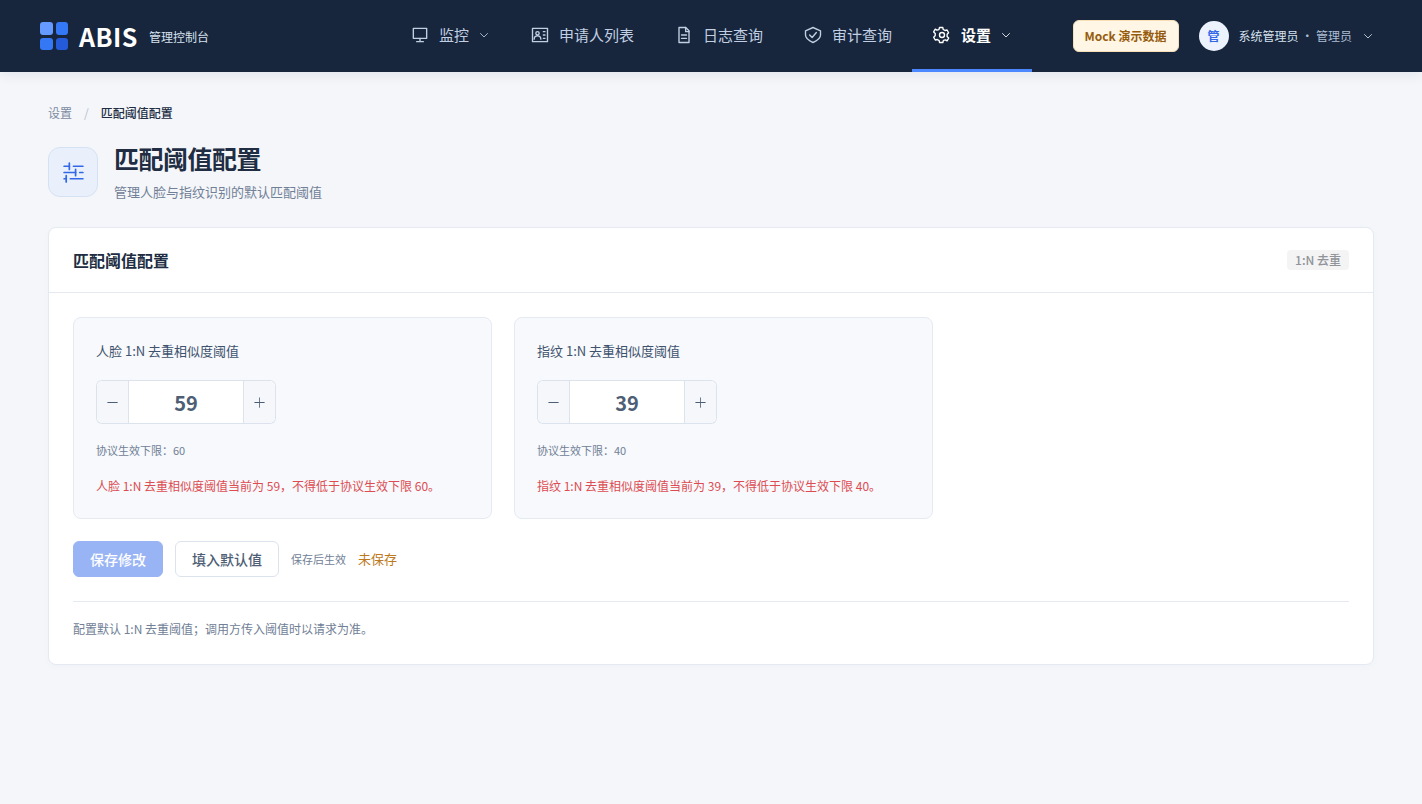 ABIS 管理控制台 监控 申请人列表 日志查询 审计查询 设置 Mock 演示数据 管 系统管理员 · 管理员
设置 / 匹配阈值配置
匹配阈值配置
管理人脸与指纹识别的默认匹配阈值
匹配阈值配置 1:N 去重
人脸 1:N 去重相似度阈值
59
协议生效下限：60
人脸 1:N 去重相似度阈值当前为 59，不得低于协议生效下限 60。
指纹 1:N 去重相似度阈值
39
协议生效下限：40
指纹 1:N 去重相似度阈值当前为 39，不得低于协议生效下限 40。
保存修改 填入默认值 保存后生效 未保存
配置默认 1:N 去重阈值；调用方传入阈值时以请求为准。